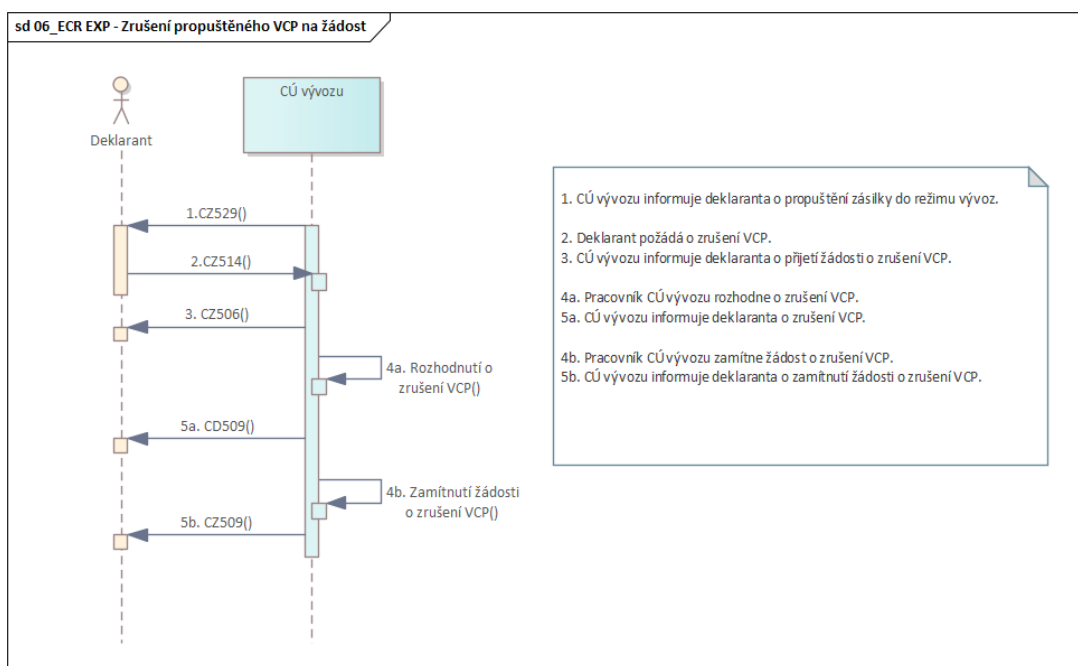 sd 06_ECR EXP - Zrušení propuštěného VCP na žádost
CÚ vývozu
Deklarant
1.CZ529()
2.CZ514()
3. CZ506()
4a. Rozhodnutí o
zrušení VCP()
5a. CD509()
4b. Zamítnutí žádosti
o zrušení VCP()
5b. CZ509()
1. CÚ vývozu informuje deklaranta o propuštění zásilky do režimu vývoz.
2. Deklarant požádá o zrušení VCP.
3. CÚ vývozu informuje deklaranta o přijetí žádosti o zrušení VCP.
4a. Pracovník CÚ vývozu rozhodne o zrušení VCP.
5a. CÚ vývozu informuje deklaranta o zrušení VCP.
4b. Pracovník CÚ vývozu zamítne žádost o zrušení VCP.
5b. CÚ vývozu informuje deklaranta o zamítnutí žádosti o zrušení VCP.